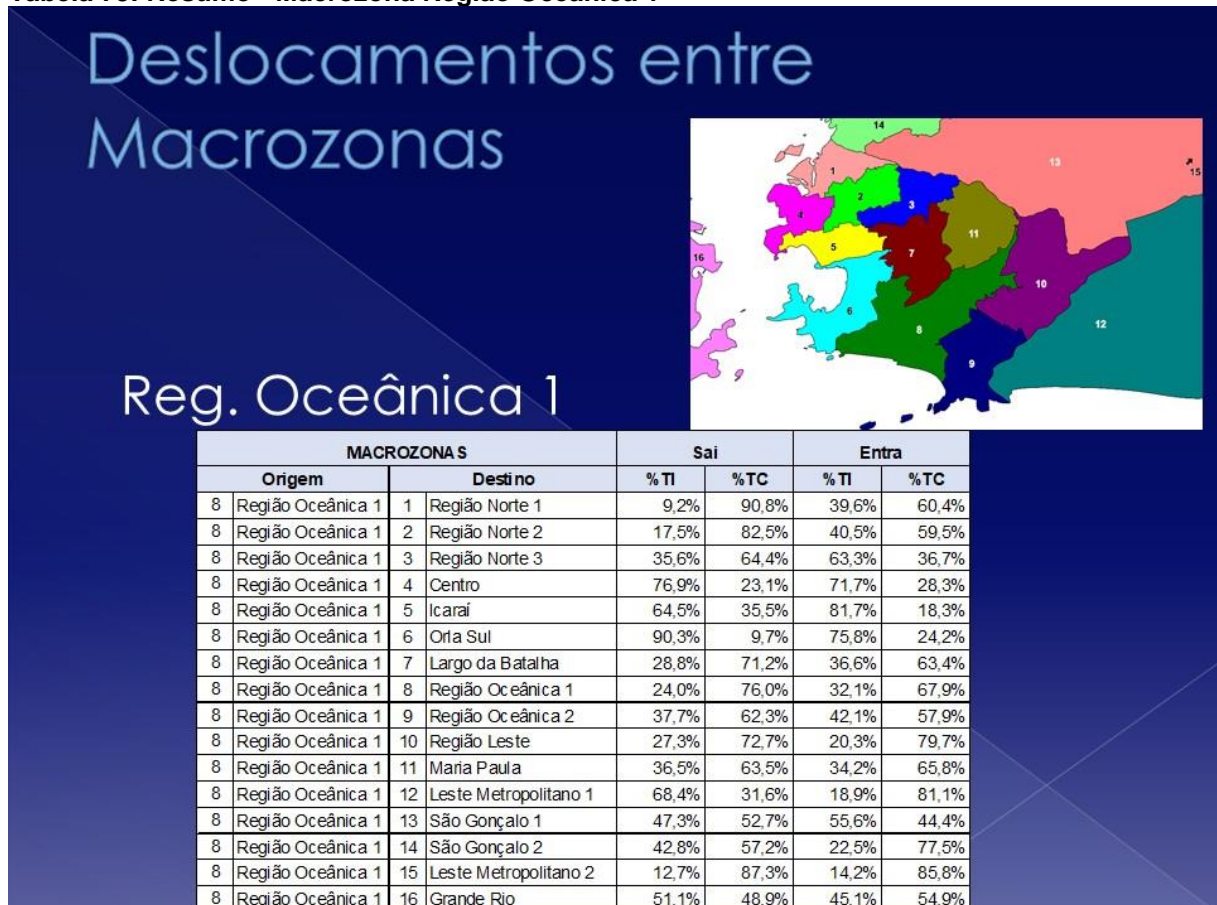 Deslocamentos entre
Macrozonas
14
1
13
15
2
3
4
11
5
7
16
10
6
8
12
9
Reg. Oceânica 1
MACROZONAS Sai Entra
Origem Destino %TI %TC %TI %TC
8 Região Oceânica 1 1 Região Norte 1 9,2% 90,8% 39,6% 60,4%
8 Região Oceânica 1 2 Região Norte 2 17,5% 82,5% 40,5% 59,5%
8 Região Oceânica 1 3 Região Norte 3 35,6% 64,4% 63,3% 36,7%
8 Região Oceânica 1 4 Centro 76,9% 23,1% 71,7% 28,3%
8 Região Oceânica 1 5 Icaraí 64,5% 35,5% 81,7% 18,3%
8 Região Oceânica 1 6 Orla Sul 90,3% 9,7% 75,8% 24,2%
8 Região Oceânica 1 7 Largo da Batalha 28,8% 71,2% 36,6% 63,4%
8 Região Oceânica 1 8 Região Oceânica 1 24,0% 76,0% 32,1% 67,9%
8 Região Oceânica 1 9 Região Oceânica 2 37,7% 62,3% 42,1% 57,9%
8 Região Oceânica 1 10 Região Leste 27,3% 72,7% 20,3% 79,7%
8 Região Oceânica 1 11 Maria Paula 36,5% 63,5% 34,2% 65,8%
8 Região Oceânica 1 12 Leste Metropolitano 1 68,4% 31,6% 18,9% 81,1%
8 Região Oceânica 1 13 São Gonçalo 1 47,3% 52,7% 55,6% 44,4%
8 Região Oceânica 1 14 São Gonçalo 2 42,8% 57,2% 22,5% 77,5%
8 Região Oceânica 1 15 Leste Metropolitano 2 12,7% 87,3% 14,2% 85,8%
8 Região Oceânica 1 16 Grande Rio 51,1% 48,9% 45,1% 54,9%